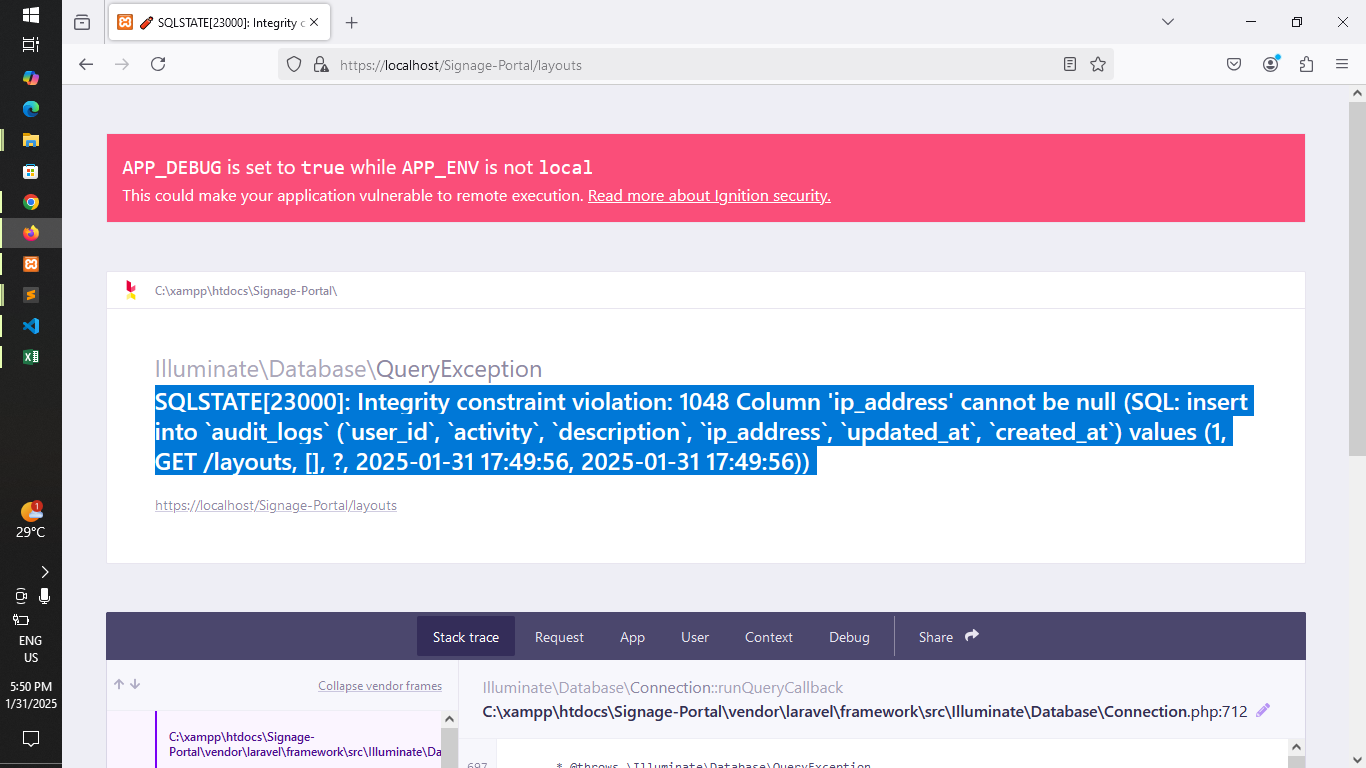 SQLSTATE[23000]: Integrity c
https://localhost/Signage-Portal/layouts
APP_DEBUG is set to true while APP_ENV is not local
This could make your application vulnerable to remote execution. Read more about Ignition security.
C:\xampp\htdocs\Signage-Portal\
Illuminate\Database\QueryException
SQLSTATE[23000]: Integrity constraint violation: 1048 Column 'ip_address' cannot be null (SQL: insert
into `audit_logs` (`user_id`, `activity`, `description`, `ip_address`, `updated_at`, `created_at`) values (1,
GET /layouts, [], ?, 2025-01-31 17:49:56, 2025-01-31 17:49:56))
https://localhost/Signage-Portal/layouts
Stack trace
Request
App
User
Context
Debug
Share
Collapse vendor frames
C:\xampp\htdocs\Signage-
Portal\vendor\laravel\framework\src\Illuminate\Da
Illuminate\Database\Connection::runQueryCallback
C:\xampp\htdocs\Signage-Portal\vendor\laravel\framework\src\Illuminate\Database\Connection.php:712
697
* @throws \Illuminate\Database\QueryException
1
29°C
ENG
US
5:50 PM
1/31/2025